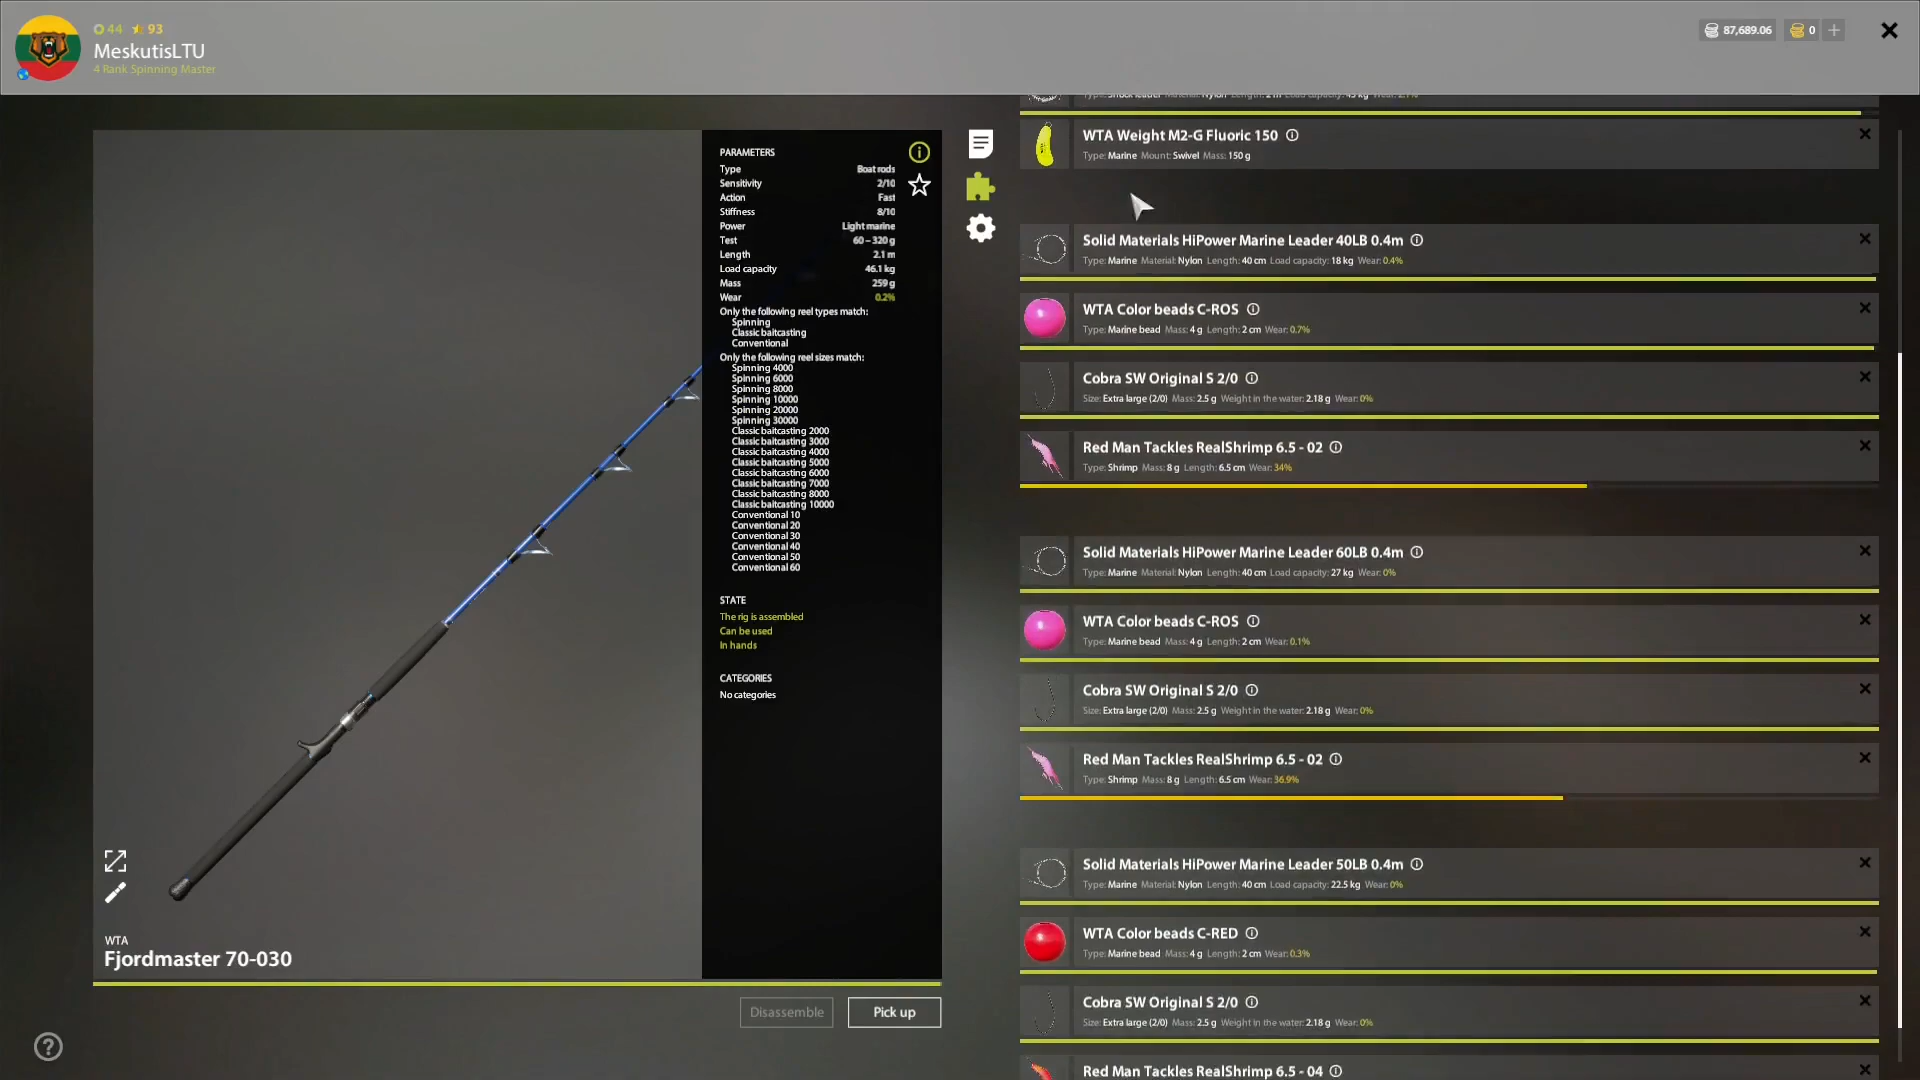 44 93
MeskutisLTU
4 Rank Spinning Master
87,689.06 0
PARAMETERS
Type Boat rods
Sensitivity 2/10
Action Fast
Stiffness 8/10
Power Light marine
Test 60 – 320 g
Length 2.1 m
Load capacity 46.1 kg
Mass 259 g
Wear 0.2%
Only the following reel types match:
Spinning
Classic baitcasting
Conventional
Only the following reel sizes match:
Spinning 4000
Spinning 6000
Spinning 8000
Spinning 10000
Spinning 20000
Spinning 30000
Classic baitcasting 2000
Classic baitcasting 3000
Classic baitcasting 4000
Classic baitcasting 5000
Classic baitcasting 6000
Classic baitcasting 7000
Classic baitcasting 8000
Classic baitcasting 10000
Conventional 10
Conventional 20
Conventional 30
Conventional 40
Conventional 50
Conventional 60
STATE
The rig is assembled
Can be used
In hands
CATEGORIES
No categories
WTA
Fjordmaster 70-030
Disassemble Pick up
WTA Weight M2-G Fluoric 150
Type: Marine Mount: Swivel Mass: 150 g
Solid Materials HiPower Marine Leader 40LB 0.4m
Type: Marine Material: Nylon Length: 40 cm Load capacity: 18 kg Wear: 0.4%
WTA Color beads C-ROS
Type: Marine bead Mass: 4 g Length: 2 cm Wear: 0.7%
Cobra SW Original S 2/0
Size: Extra large (2/0) Mass: 2.5 g Weight in the water: 2.18 g Wear: 0%
Red Man Tackles RealShrimp 6.5 - 02
Type: Shrimp Mass: 8 g Length: 6.5 cm Wear: 34%
Solid Materials HiPower Marine Leader 60LB 0.4m
Type: Marine Material: Nylon Length: 40 cm Load capacity: 27 kg Wear: 0%
WTA Color beads C-ROS
Type: Marine bead Mass: 4 g Length: 2 cm Wear: 0.1%
Cobra SW Original S 2/0
Size: Extra large (2/0) Mass: 2.5 g Weight in the water: 2.18 g Wear: 0%
Red Man Tackles RealShrimp 6.5 - 02
Type: Shrimp Mass: 8 g Length: 6.5 cm Wear: 36.9%
Solid Materials HiPower Marine Leader 50LB 0.4m
Type: Marine Material: Nylon Length: 40 cm Load capacity: 22.5 kg Wear: 0%
WTA Color beads C-RED
Type: Marine bead Mass: 4 g Length: 2 cm Wear: 0.3%
Cobra SW Original S 2/0
Size: Extra large (2/0) Mass: 2.5 g Weight in the water: 2.18 g Wear: 0%
Red Man Tackles RealShrimp 6.5 - 04